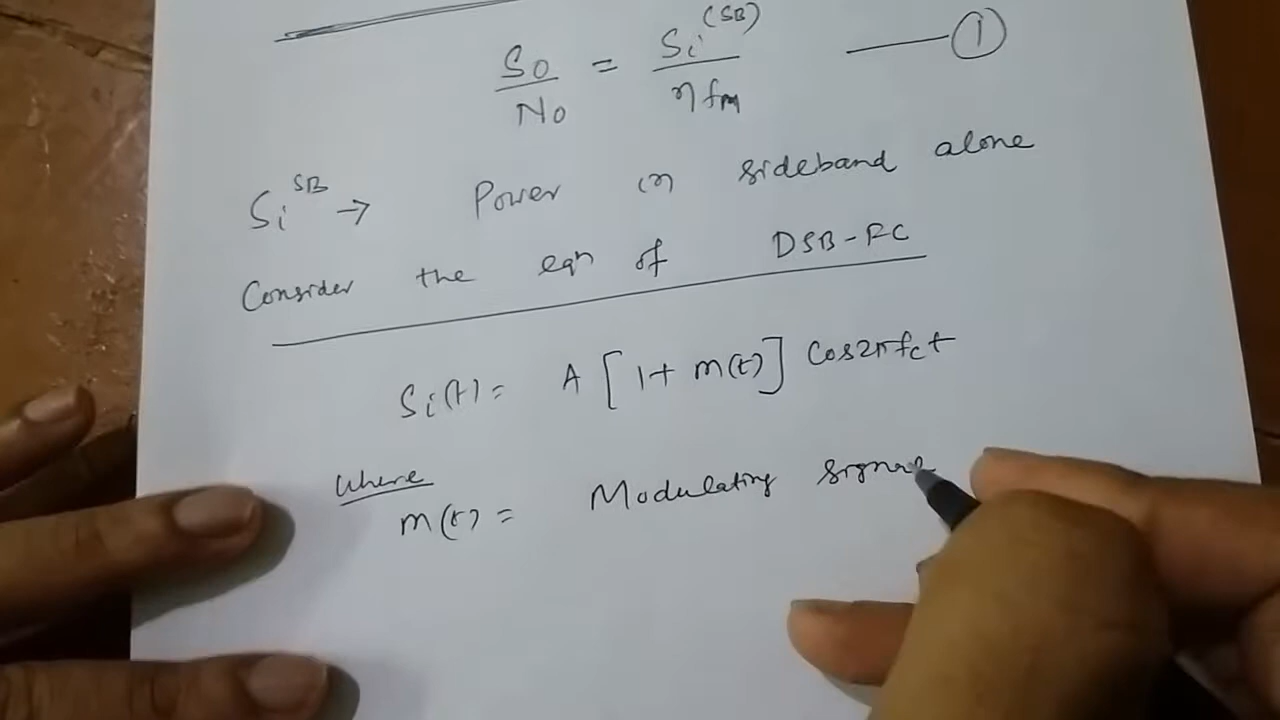 So/No = Si^(SB)/ηfm —— ①
Si^SB → Power in sideband alone
Consider the eqn of DSB-FC
Si(t) = A [1 + m(t)] Cos2πfct
Where
m(t) = Modulating signal